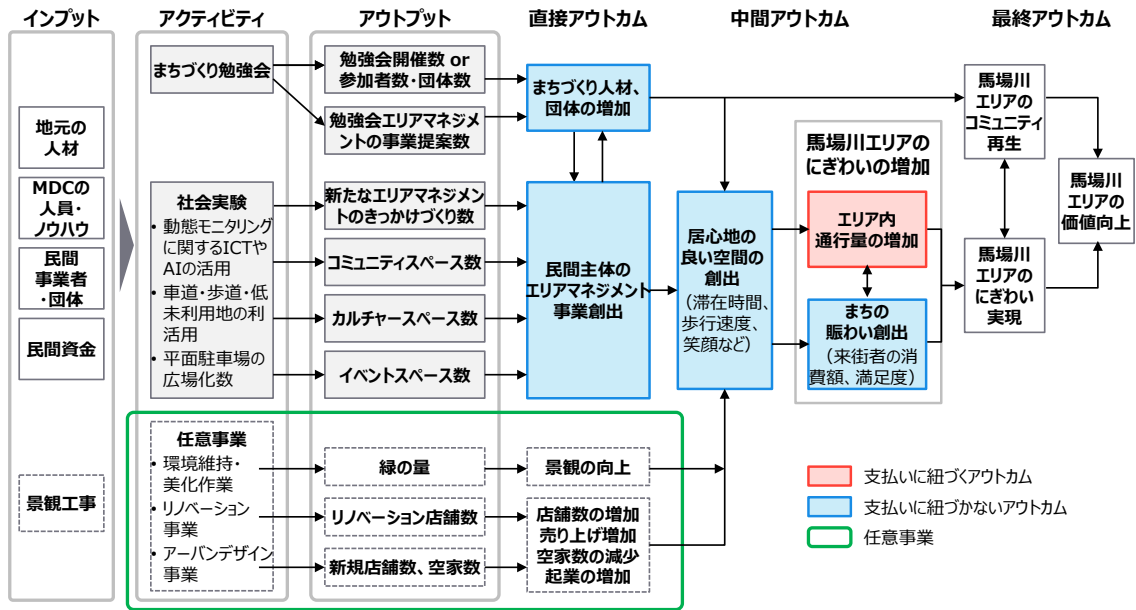 インプット
アクティビティ
アウトプット
直接アウトカム
中間アウトカム
最終アウトカム
地元の
人材
MDCの
人員・
ノウハウ
民間
事業者
・団体
民間資金
景観工事
まちづくり勉強会
社会実験
• 動態モニタリング
に関するICTや
AIの活用
• 車道・歩道・低
未利用地の利
活用
• 平面駐車場の
広場化数
任意事業
• 環境維持・
美化作業
• リノベーション
事業
• アーバンデザイン
事業
勉強会開催数 or
参加者数・団体数
勉強会エリアマネジメ
ントの事業提案数
新たなエリアマネジメン
トのきっかけづくり数
コミュニティスペース数
カルチャースペース数
イベントスペース数
緑の量
リノベーション店舗数
新規店舗数、空家数
まちづくり人材、
団体の増加
民間主体の
エリアマネジメント
事業創出
景観の向上
店舗数の増加
売り上げ増加
空家数の減少
起業の増加
居心地の
良い空間の
創出
（滞在時間、
歩行速度、
笑顔など）
馬場川エリアの
にぎわいの増加
エリア内
通行量の増加
まちの
賑わい創出
（来街者の消
費額、満足度）
馬場川
エリアの
コミュニティ
再生
馬場川
エリアの
にぎわい
実現
馬場川
エリアの
価値向上
支払いに紐づくアウトカム
支払いに紐づかないアウトカム
任意事業